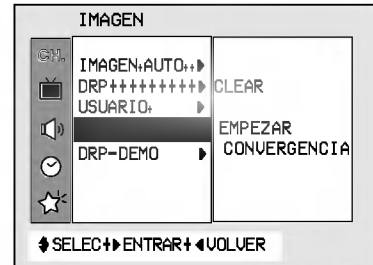 IMAGEN
CH.
IMAGEN+AUTO++▶
DRP+++++++++▶ CLEAR
USUARIO+ ▶
EMPEZAR
CONVERGENCIA
DRP-DEMO ▶
◆SELEC+▶ENTRAR+◀VOLVER